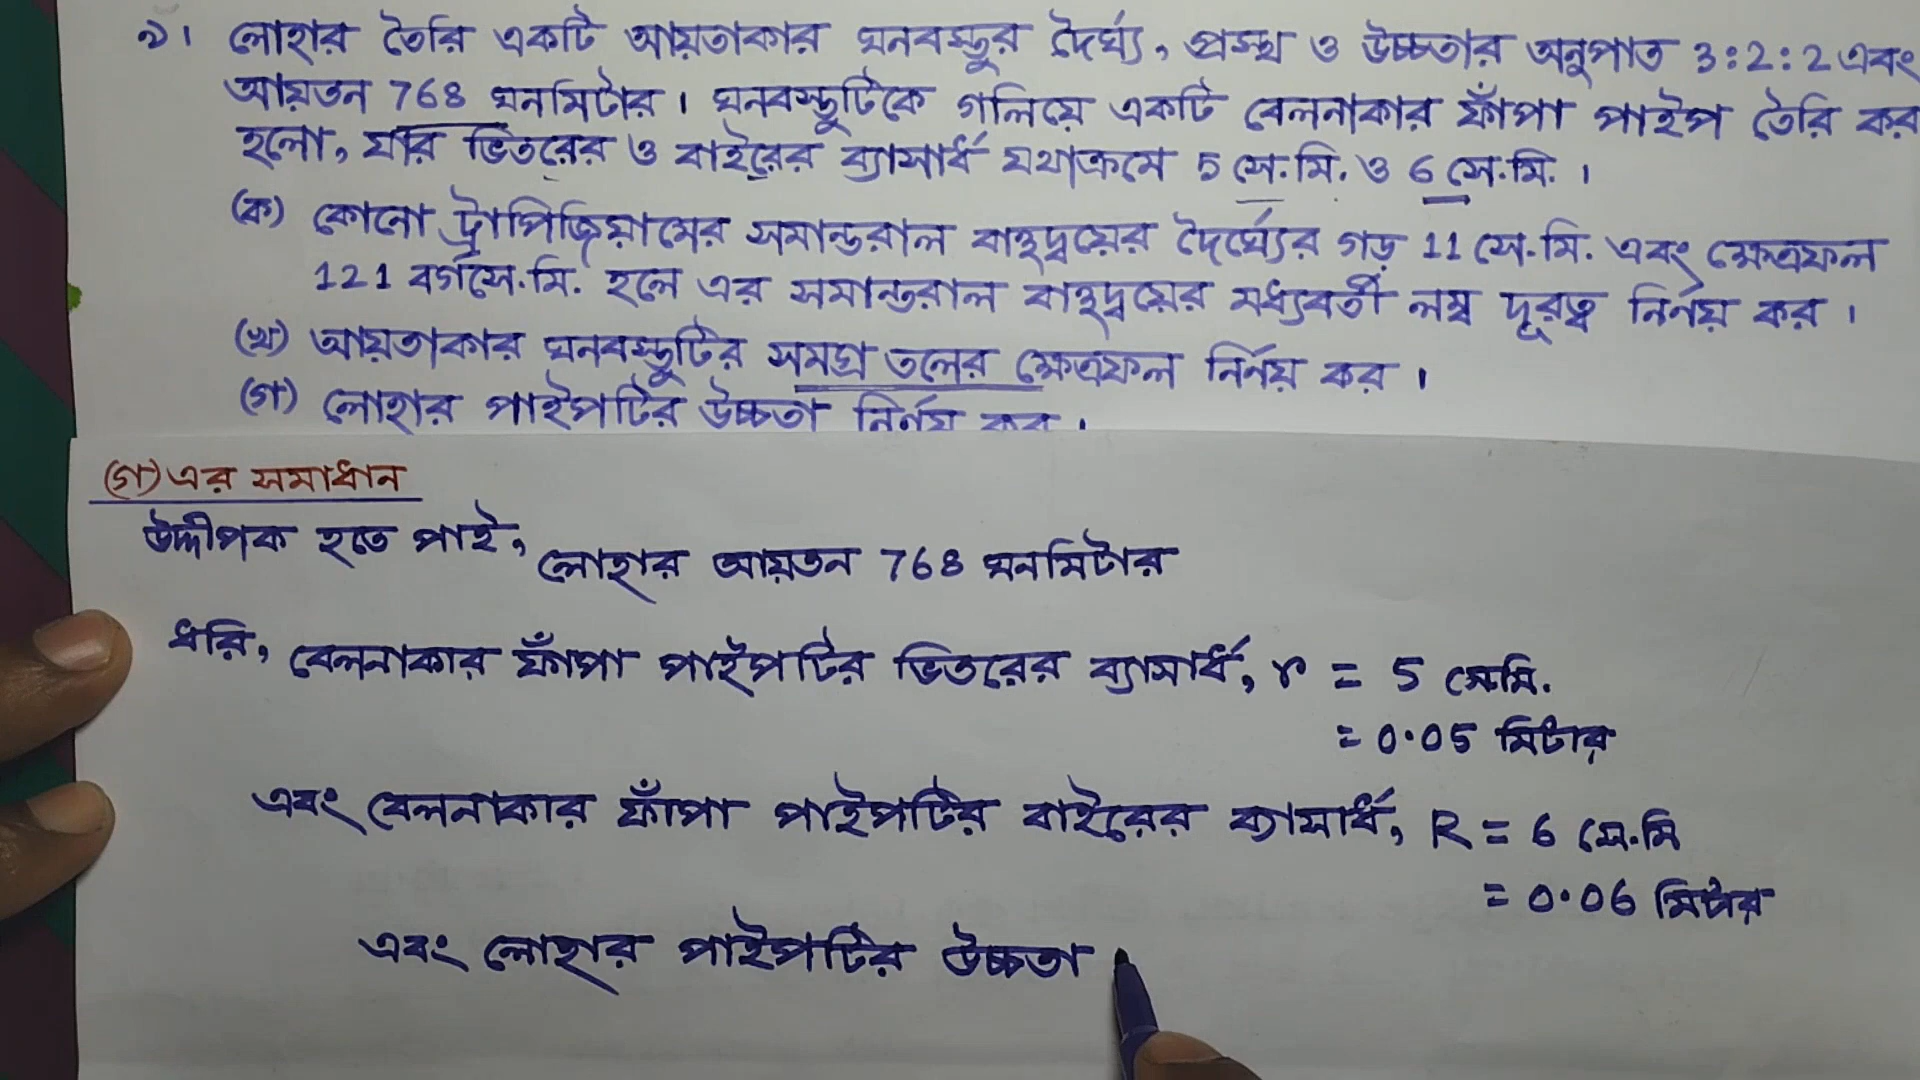 ৯। লোহার তৈরি একটি আয়তাকার ঘনবস্তুর দৈর্ঘ্য, প্রস্থ ও উচ্চতার অনুপাত 3:2:2 এবং
আয়তন 768 ঘনমিটার। ঘনবস্তুটিকে গলিয়ে একটি বেলনাকার ফাঁপা পাইপ তৈরি কর
হলো, যার ভিতরের ও বাইরের ব্যাসার্ধ যথাক্রমে 5 সে.মি. ও 6 সে.মি.।
(ক) কোনো ট্রাপিজিয়ামের সমান্তরাল বাহুদ্বয়ের দৈর্ঘ্যের গড় 11 সে.মি. এবং ক্ষেত্রফল
121 বর্গসে.মি. হলে এর সমান্তরাল বাহুদ্বয়ের মধ্যবর্তী লম্ব দূরত্ব নির্ণয় কর।
(খ) আয়তাকার ঘনবস্তুটির সমগ্র তলের ক্ষেত্রফল নির্ণয় কর।
(গ) লোহার পাইপটির উচ্চতা নির্ণয় কর।
(গ) এর সমাধান
উদ্দীপক হতে পাই, লোহার আয়তন 768 ঘনমিটার
ধরি, বেলনাকার ফাঁপা পাইপটির ভিতরের ব্যাসার্ধ, r = 5 সে.মি.
= 0.05 মিটার
এবং বেলনাকার ফাঁপা পাইপটির বাইরের ব্যাসার্ধ, R = 6 সে.মি
= 0.06 মিটার
এবং লোহার পাইপটির উচ্চতা